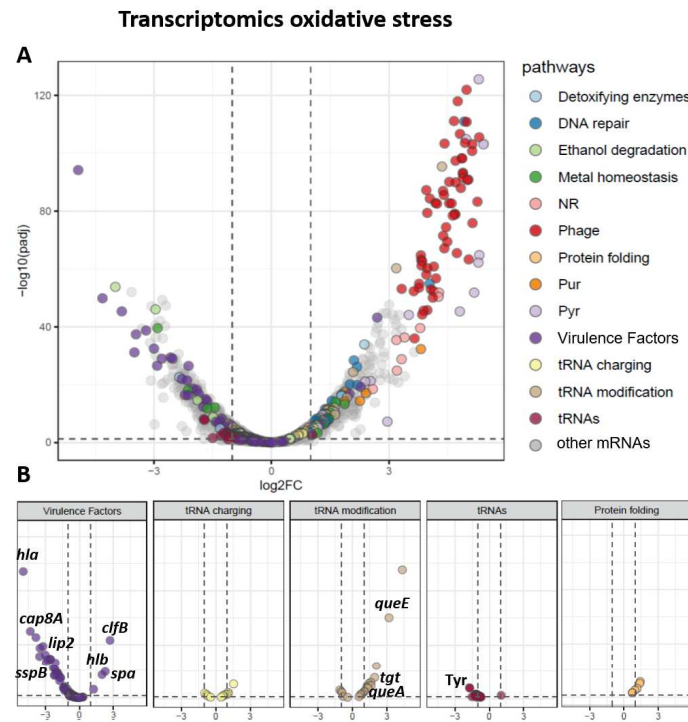 Transcriptomics oxidative stress
A
120
80
40
0
−log10(padj)
−3
0
3
log2FC
pathways
Detoxifying enzymes
DNA repair
Ethanol degradation
Metal homeostasis
NR
Phage
Protein folding
Pur
Pyr
Virulence Factors
tRNA charging
tRNA modification
tRNAs
other mRNAs
B
Virulence Factors
tRNA charging
tRNA modification
tRNAs
Protein folding
hla
cap8A
lip2
sspB
clfB
hlb
spa
queE
tgt
queA
Tyr
−3 0 3
−3 0 3
−3 0 3
−3 0 3
−3 0 3